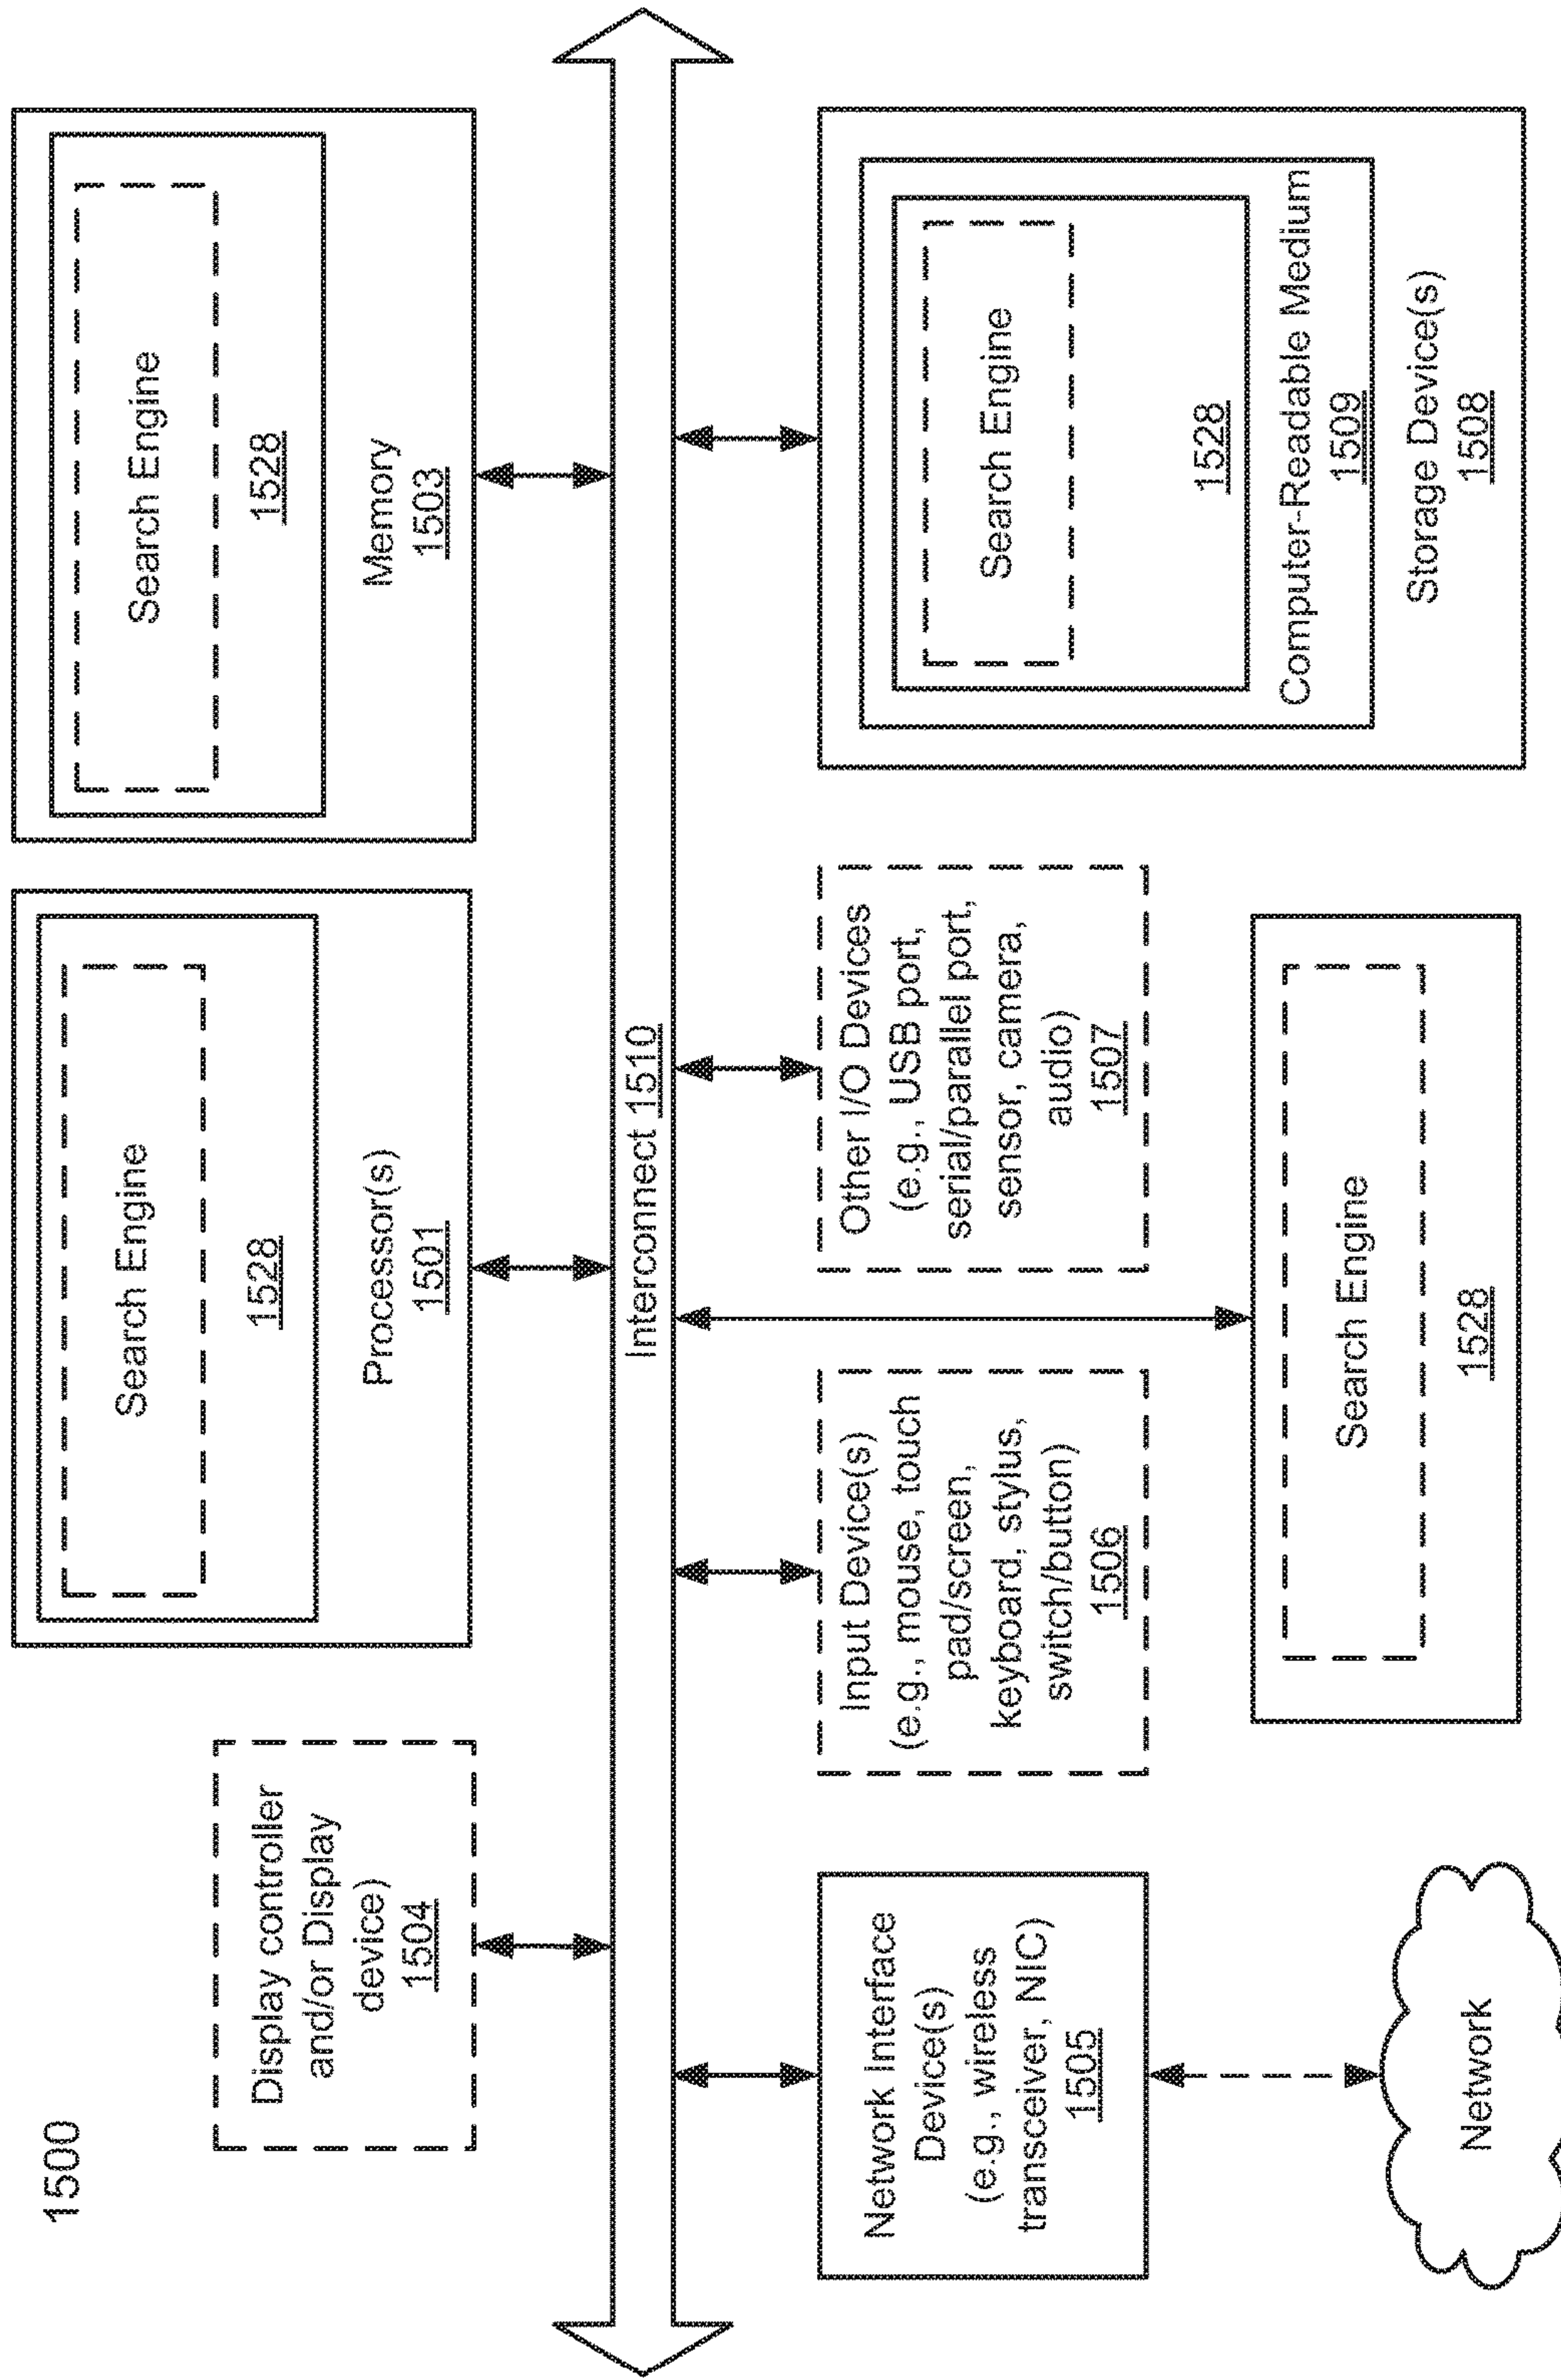 1500
Display controller
and/or Display
device)
1504
Search Engine
1528
Processor(s)
1501
Search Engine
1528
Memory
1503
Interconnect 1510
Network Interface
Device(s)
(e.g., wireless
transceiver, NIC)
1505
Input Device(s)
(e.g., mouse, touch
pad/screen,
keyboard, stylus,
switch/button)
1506
Other I/O Devices
(e.g., USB port,
serial/parallel port,
sensor, camera,
audio)
1507
Search Engine
1528
Computer-Readable Medium
1509
Storage Device(s)
1508
Network
Search Engine
1528